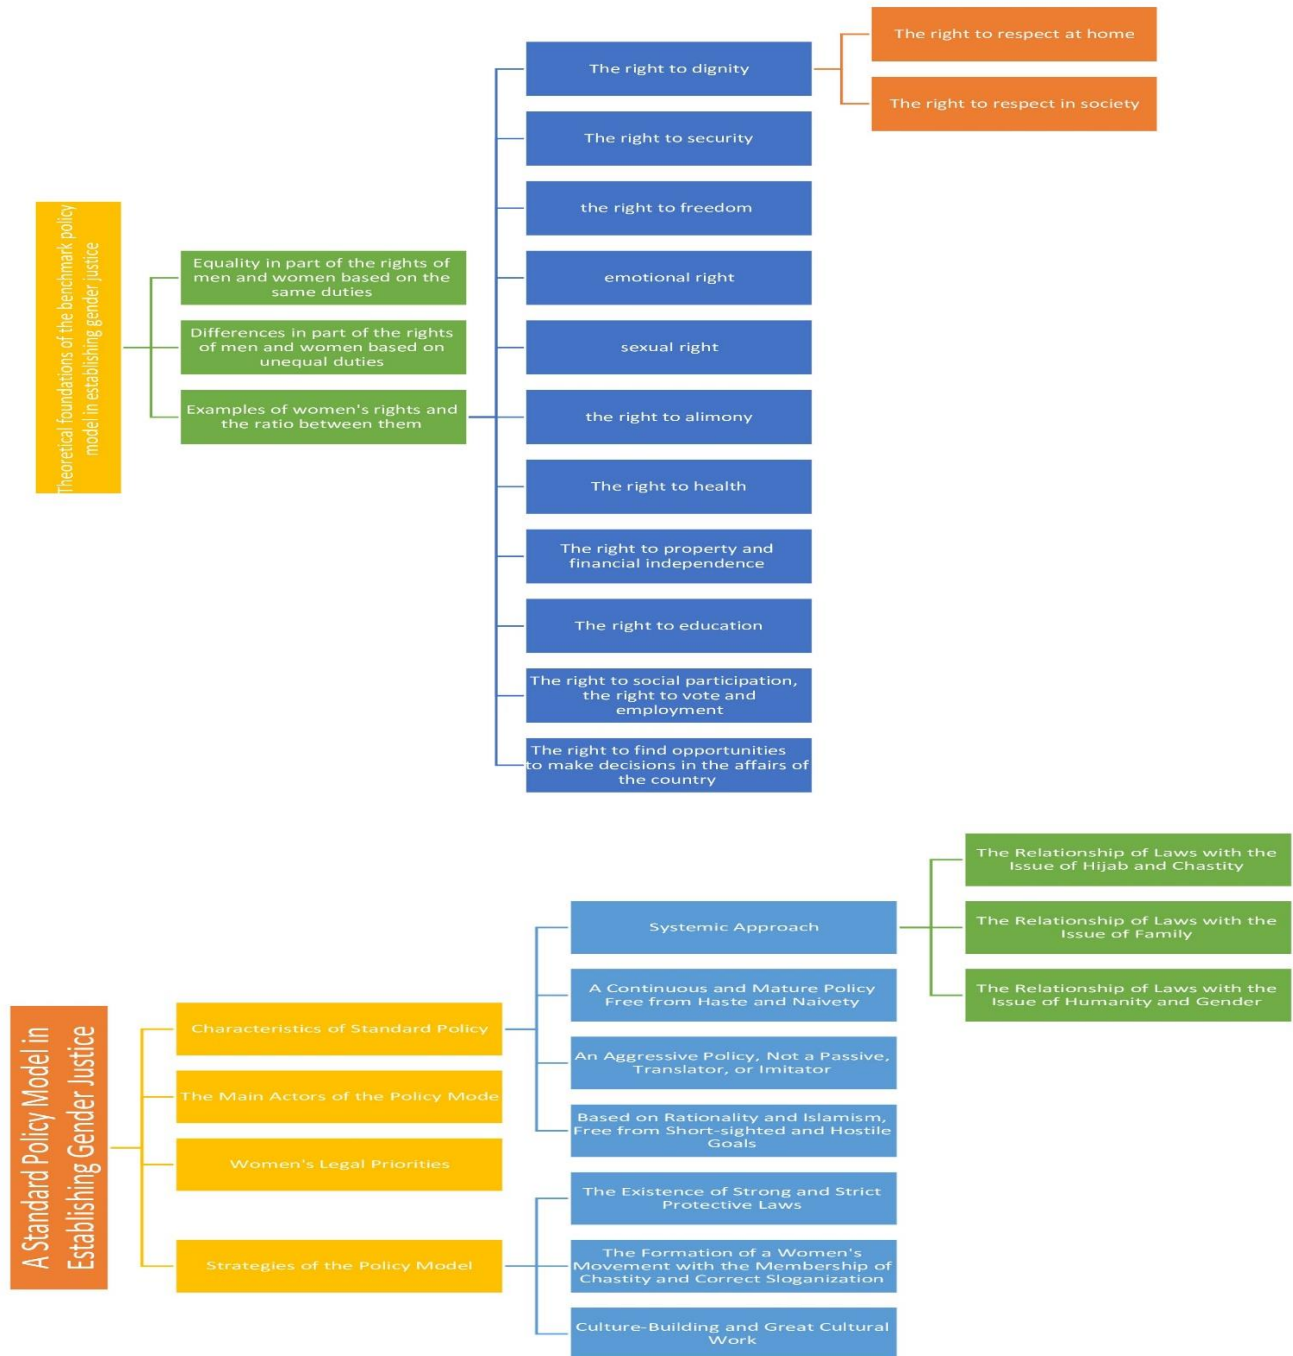 Theoretical foundations of the benchmark policy
model in establishing gender justice
Equality in part of the rights of
men and women based on the
same duties
Differences in part of the rights
of men and women based on
unequal duties
Examples of women's rights and
the ratio between them
The right to dignity
The right to respect at home
The right to respect in society
The right to security
the right to freedom
emotional right
sexual right
the right to alimony
The right to health
The right to property and
financial independence
The right to education
The right to social participation,
the right to vote and
employment
The right to find opportunities
to make decisions in the affairs of
the country
A Standard Policy Model in
Establishing Gender Justice
Characteristics of Standard Policy
Systemic Approach
The Relationship of Laws with the
Issue of Hijab and Chastity
The Relationship of Laws with the
Issue of Family
The Relationship of Laws with the
Issue of Humanity and Gender
A Continuous and Mature Policy
Free from Haste and Naivety
An Aggressive Policy, Not a Passive,
Translator, or Imitator
Based on Rationality and Islamism,
Free from Short-sighted and Hostile
Goals
The Main Actors of the Policy Mode
Women's Legal Priorities
Strategies of the Policy Model
The Existence of Strong and Strict
Protective Laws
The Formation of a Women's
Movement with the Membership of
Chastity and Correct Sloganization
Culture-Building and Great Cultural
Work